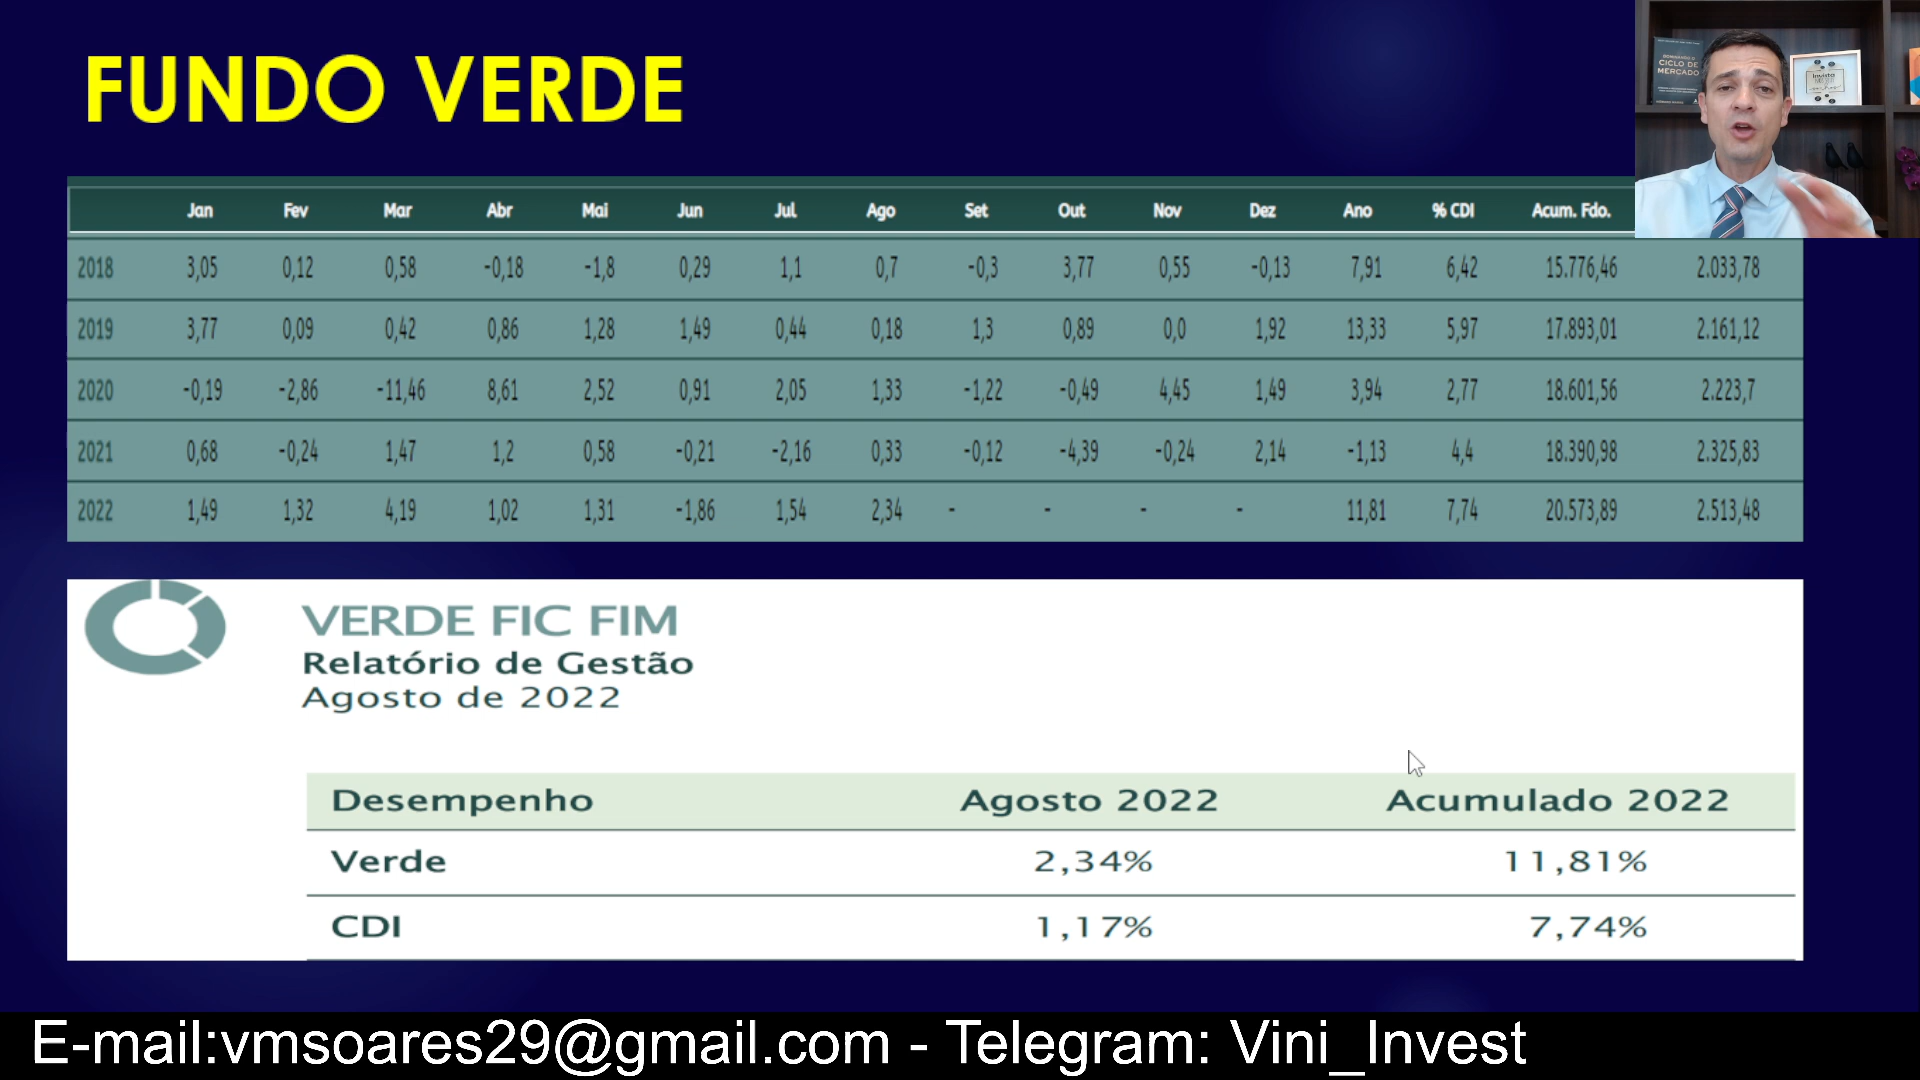 FUNDO VERDE
DOMINANDO O
CICLO DE
MERCADO
Invista
Jan Fev Mar Abr Mai Jun Jul Ago Set Out Nov Dez Ano % CDI Acum. Fdo.
2018 3,05 0,12 0,58 -0,18 -1,8 0,29 1,1 0,7 -0,3 3,77 0,55 -0,13 7,91 6,42 15.776,46 2.033,78
2019 3,77 0,09 0,42 0,86 1,28 1,49 0,44 0,18 1,3 0,89 0,0 1,92 13,33 5,97 17.893,01 2.161,12
2020 -0,19 -2,86 -11,46 8,61 2,52 0,91 2,05 1,33 -1,22 -0,49 4,45 1,49 3,94 2,77 18.601,56 2.223,7
2021 0,68 -0,24 1,47 1,2 0,58 -0,21 -2,16 0,33 -0,12 -4,39 -0,24 2,14 -1,13 4,4 18.390,98 2.325,83
2022 1,49 1,32 4,19 1,02 1,31 -1,86 1,54 2,34 - - - - 11,81 7,74 20.573,89 2.513,48
VERDE FIC FIM
Relatório de Gestão
Agosto de 2022
Desempenho Agosto 2022 Acumulado 2022
Verde 2,34% 11,81%
CDI 1,17% 7,74%
E-mail:vmsoares29@gmail.com - Telegram: Vini_Invest